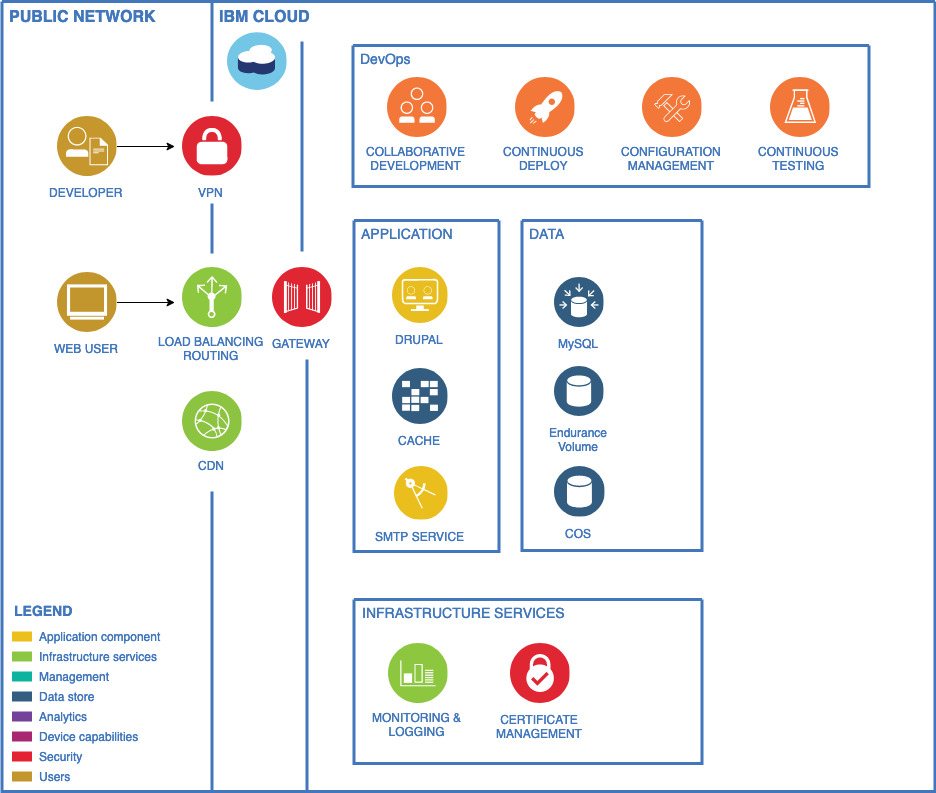 PUBLIC NETWORK
IBM CLOUD
DevOps
COLLABORATIVE
DEVELOPMENT
CONTINUOUS
DEPLOY
CONFIGURATION
MANAGEMENT
CONTINUOUS
TESTING
DEVELOPER
VPN
APPLICATION
DATA
WEB USER
LOAD BALANCING
ROUTING
GATEWAY
DRUPAL
MySQL
CACHE
Endurance
Volume
CDN
SMTP SERVICE
COS
INFRASTRUCTURE SERVICES
MONITORING &
LOGGING
CERTIFICATE
MANAGEMENT
LEGEND
Application component
Infrastructure services
Management
Data store
Analytics
Device capabilities
Security
Users